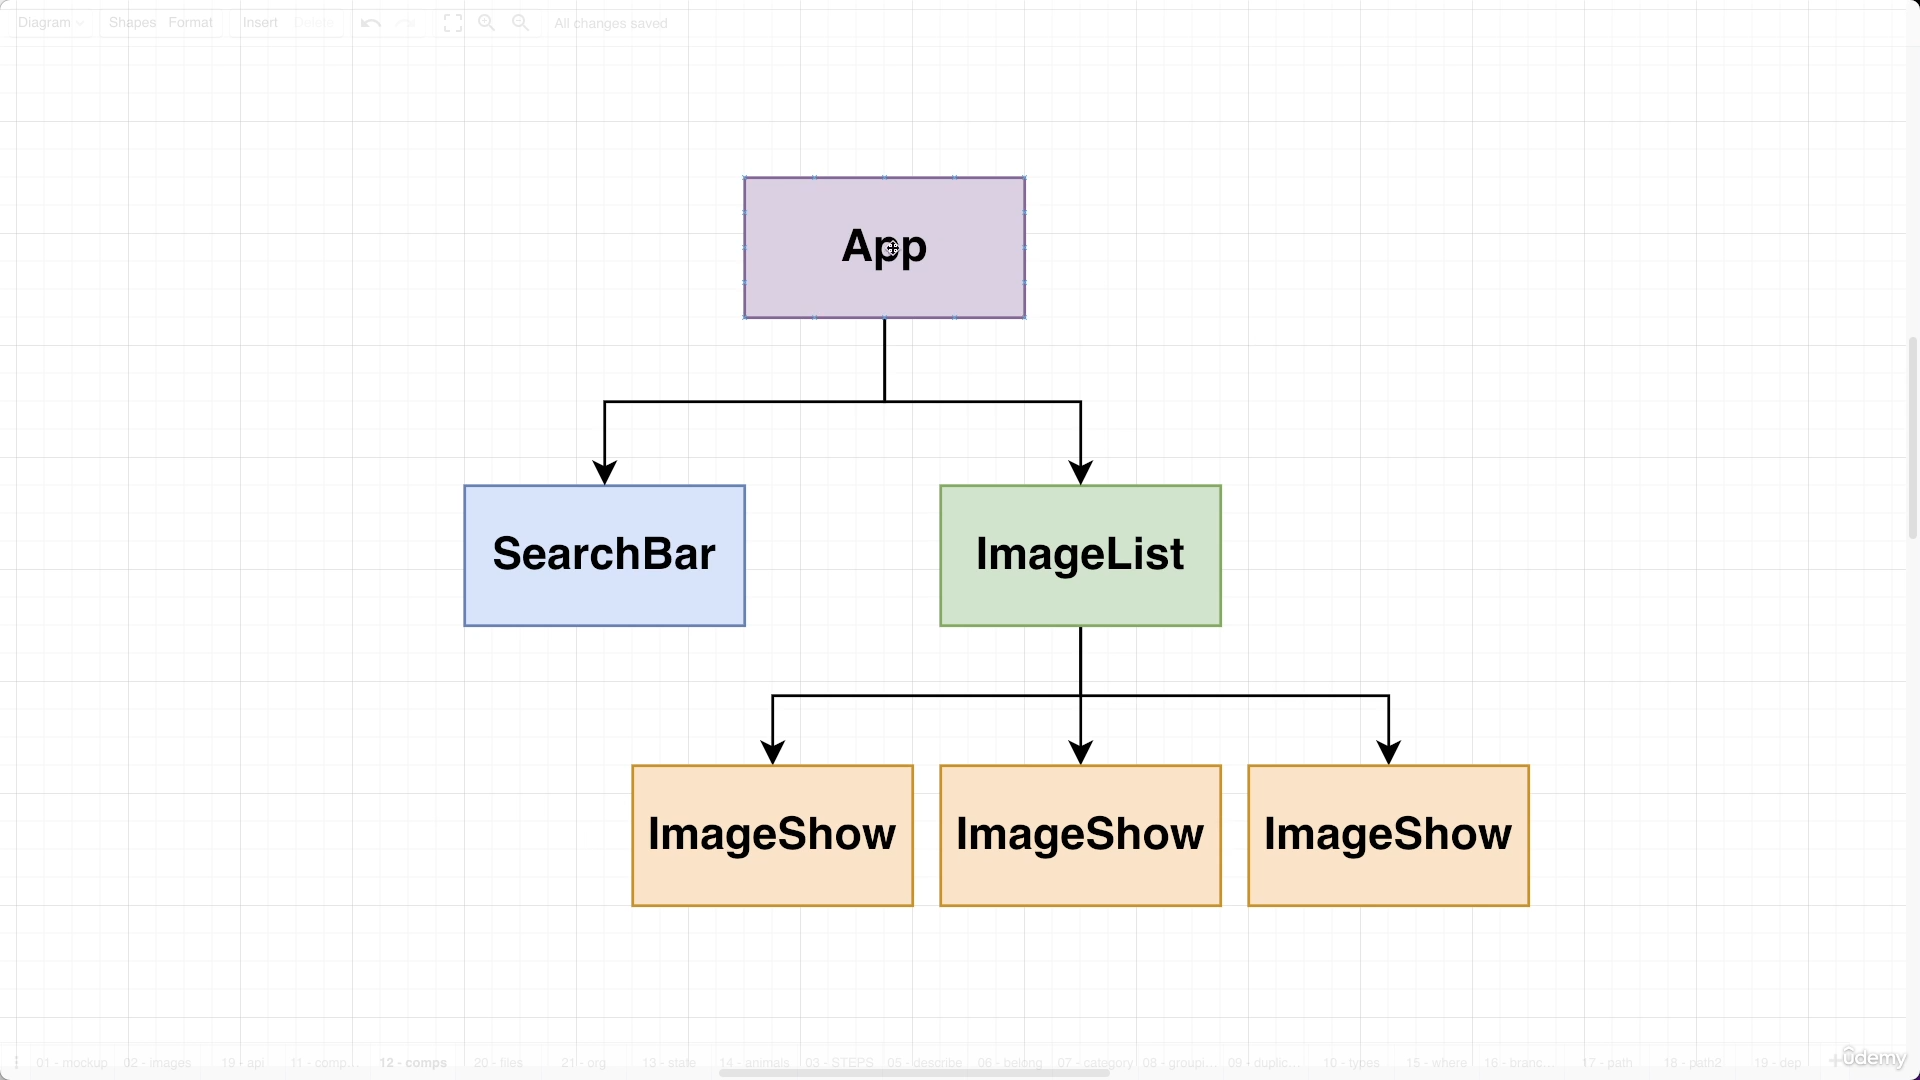 Diagram Shapes Format Insert Delete All changes saved
App
SearchBar ImageList
ImageShow ImageShow ImageShow
01 - mockup 02 - images 19 - api 11 - comp... 12 - comps 20 - files 21 - org 13 - state 14 - animals 03 - STEPS 05 - describe 06 - belong 07 - category 08 - groupi... 09 - duplic... 10 - types 15 - where 16 - branc... 17 - path 18 - path2 19 - dep
ûdemy